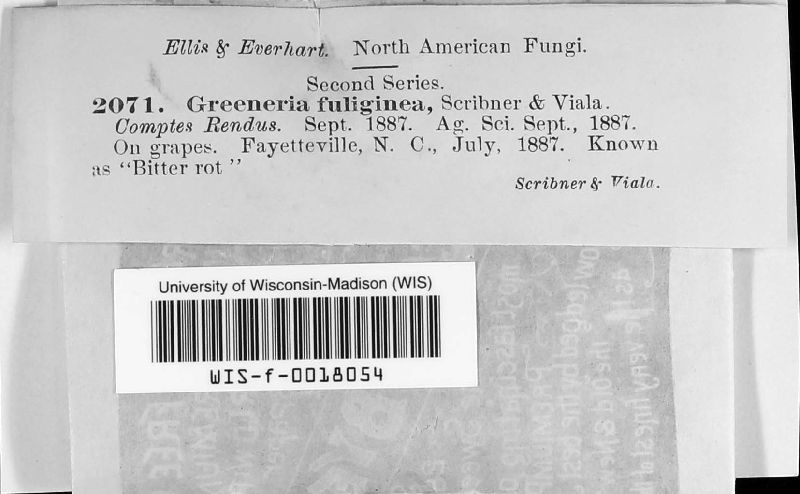 Ellis & Everhart. North American Fungi.
Second Series.
2071. Greeneria fuliginea, Scribner & Viala.
Comptes Rendus. Sept. 1887. Ag. Sci. Sept., 1887.
On grapes. Fayetteville, N. C., July, 1887. Known
as "Bitter rot"
Scribner & Viala.
University of Wisconsin-Madison (WIS)
WIS-f-0018054